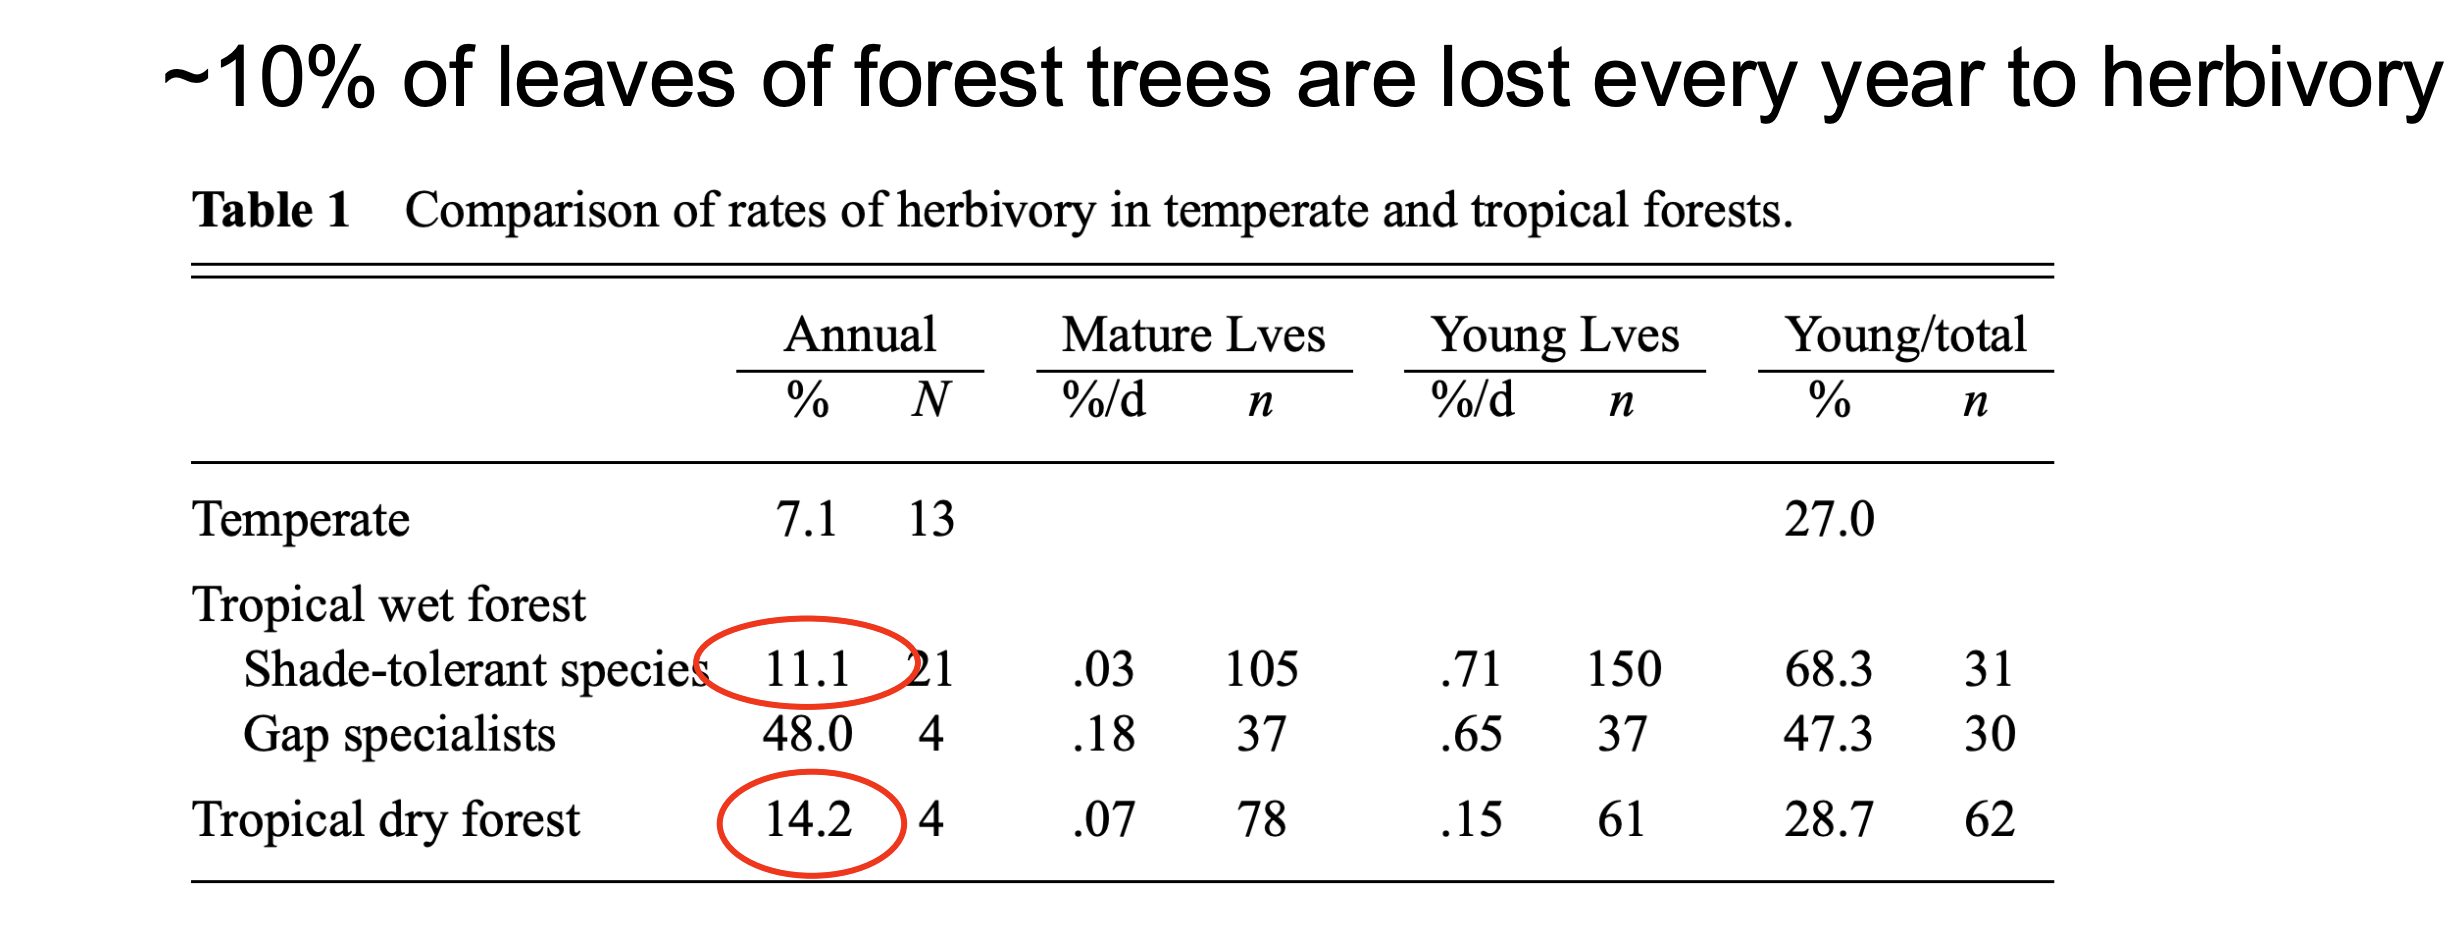 ~10% of leaves of forest trees are lost every year to herbivory
Table 1 Comparison of rates of herbivory in temperate and tropical forests.
Annual Mature Lves Young Lves Young/total
% N %/d n %/d n % n
Temperate 7.1 13 27.0
Tropical wet forest
Shade-tolerant species 11.1 21 .03 105 .71 150 68.3 31
Gap specialists 48.0 4 .18 37 .65 37 47.3 30
Tropical dry forest 14.2 4 .07 78 .15 61 28.7 62